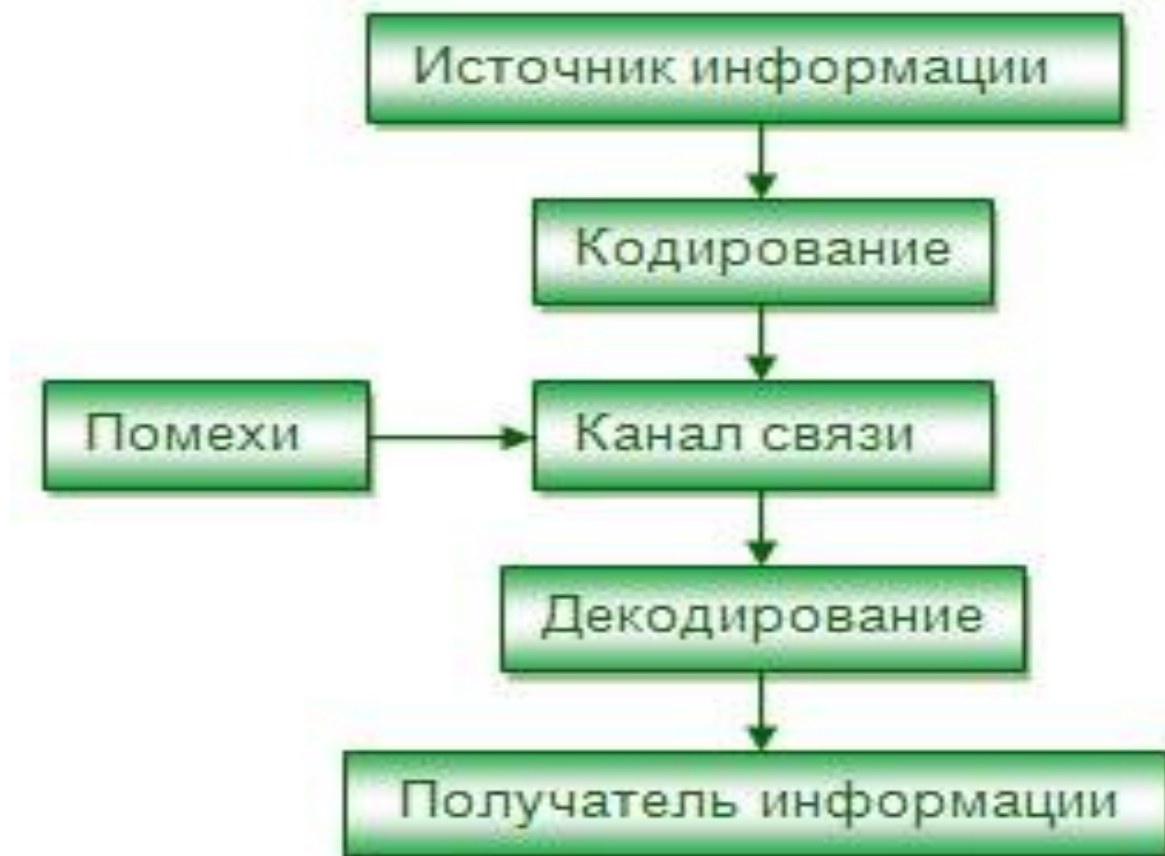 Источник информации
Кодирование
Помехи
Канал связи
Декодирование
Получатель информации